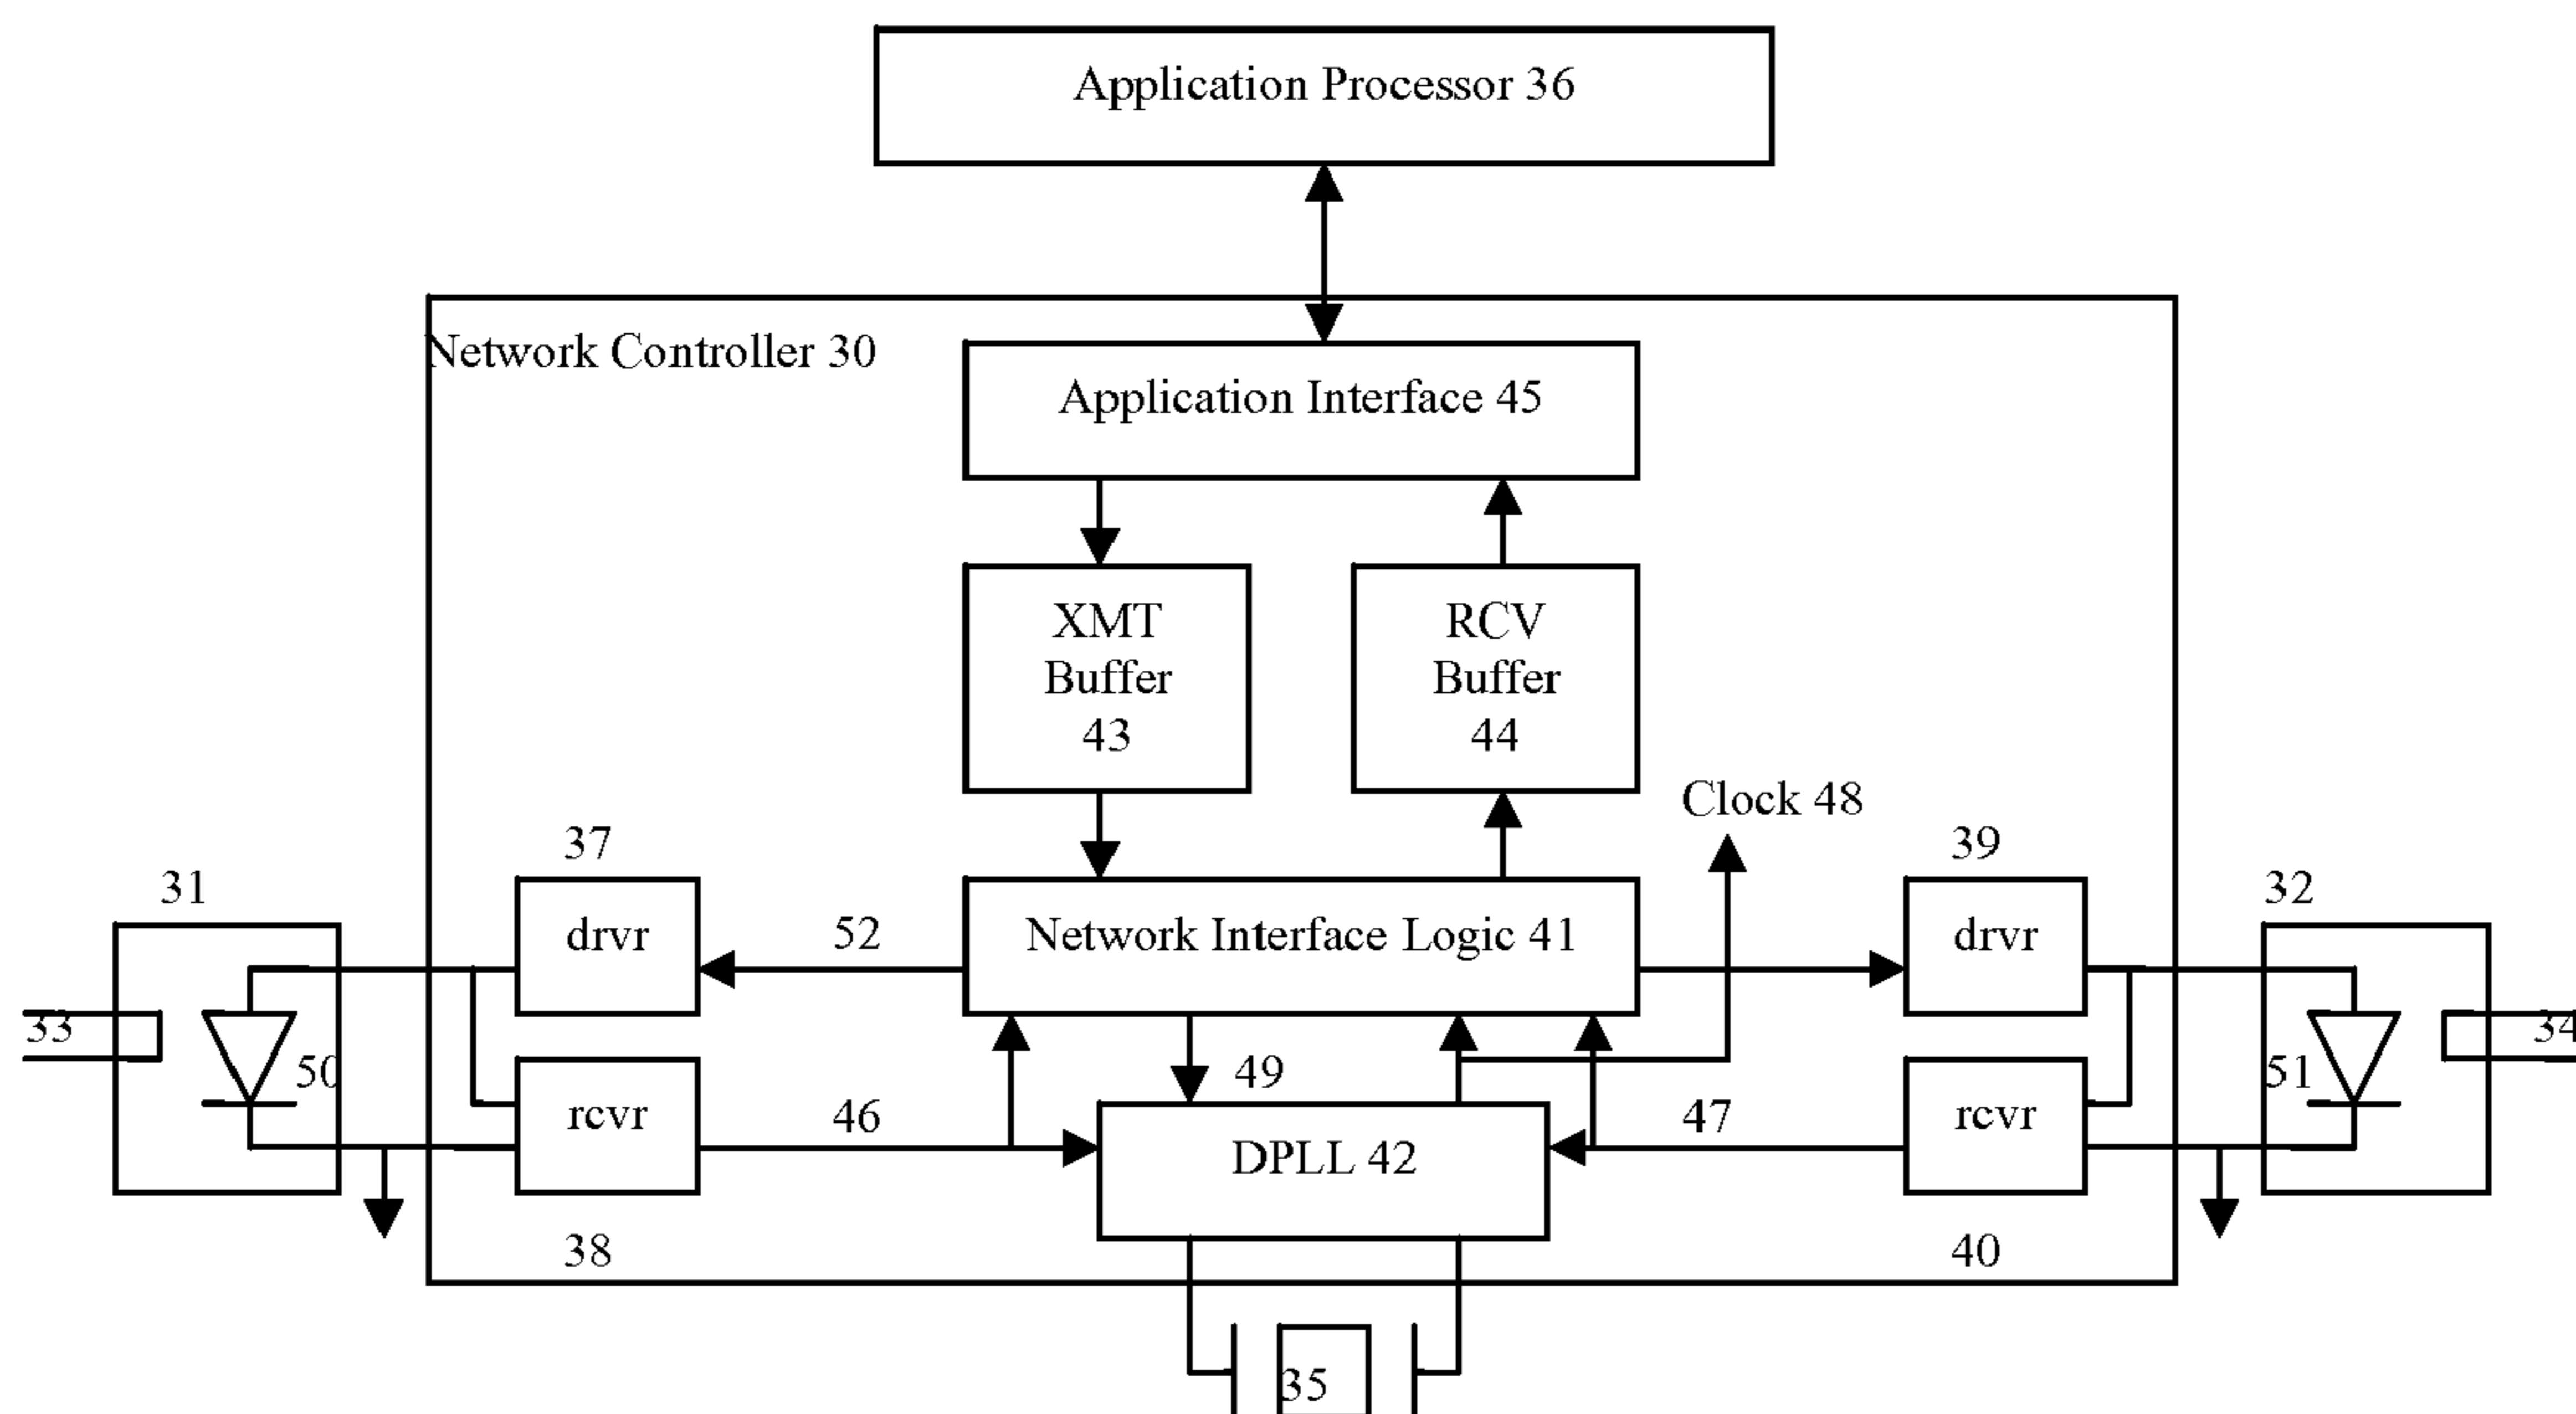 Application Processor 36
Network Controller 30
Application Interface 45
XMT
Buffer
43
RCV
Buffer
44
Clock 48
37
39
31
32
drvr
52
Network Interface Logic 41
drvr
33
34
50
49
51
rcvr
46
47
rcvr
DPLL 42
38
40
35